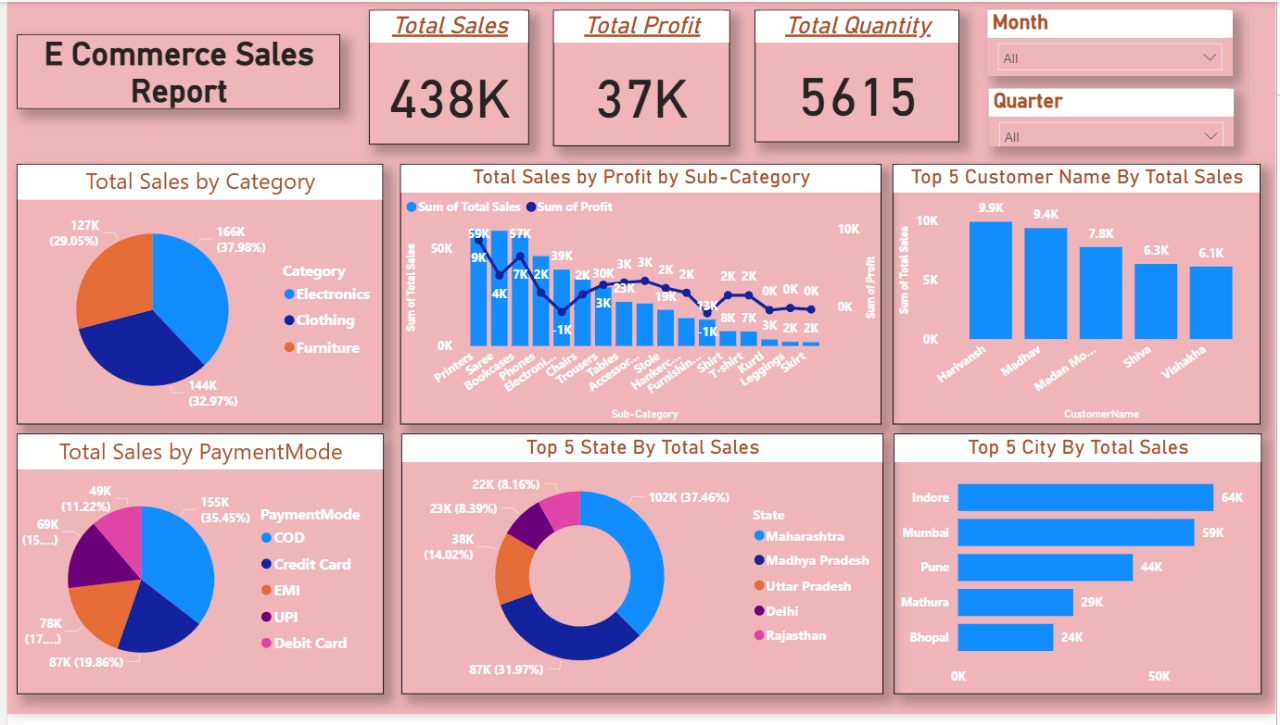 E Commerce Sales
Report
Total Sales
438K
Total Profit
37K
Total Quantity
5615
Month
All
Quarter
All
Total Sales by Category
127K
(29.05%)
166K
(37.98%)
144K
(32.97%)
Category
Electronics
Clothing
Furniture
Total Sales by Profit by Sub-Category
Sum of Total Sales Sum of Profit
Sum of Total Sales
50K
0K
59K
57K
39K
30K
23K
19K
13K
8K
7K
3K
2K
2K
9K
4K
7K
2K
-1K
2K
3K
3K
3K
2K
2K
-1K
2K
2K
0K
0K
0K
10K
0K
Sum of Profit
Printers
Saree
Bookcases
Phones
Electroni...
Chairs
Trousers
Tables
Accessor...
Stole
Hankerc...
Furnishin...
Shirt
T-shirt
Kurti
Leggings
Skirt
Sub-Category
Top 5 Customer Name By Total Sales
Sum of Total Sales
10K
5K
0K
9.9K
9.4K
7.8K
6.3K
6.1K
Harivansh
Madhav
Madan Mo...
Shiva
Vishakha
CustomerName
Total Sales by PaymentMode
49K
(11.22%)
69K
(15....)
78K
(17....)
87K (19.86%)
155K
(35.45%)
PaymentMode
COD
Credit Card
EMI
UPI
Debit Card
Top 5 State By Total Sales
22K (8.16%)
23K (8.39%)
38K
(14.02%)
87K (31.97%)
102K (37.46%)
State
Maharashtra
Madhya Pradesh
Uttar Pradesh
Delhi
Rajasthan
Top 5 City By Total Sales
Indore 64K
Mumbai 59K
Pune 44K
Mathura 29K
Bhopal 24K
0K 50K